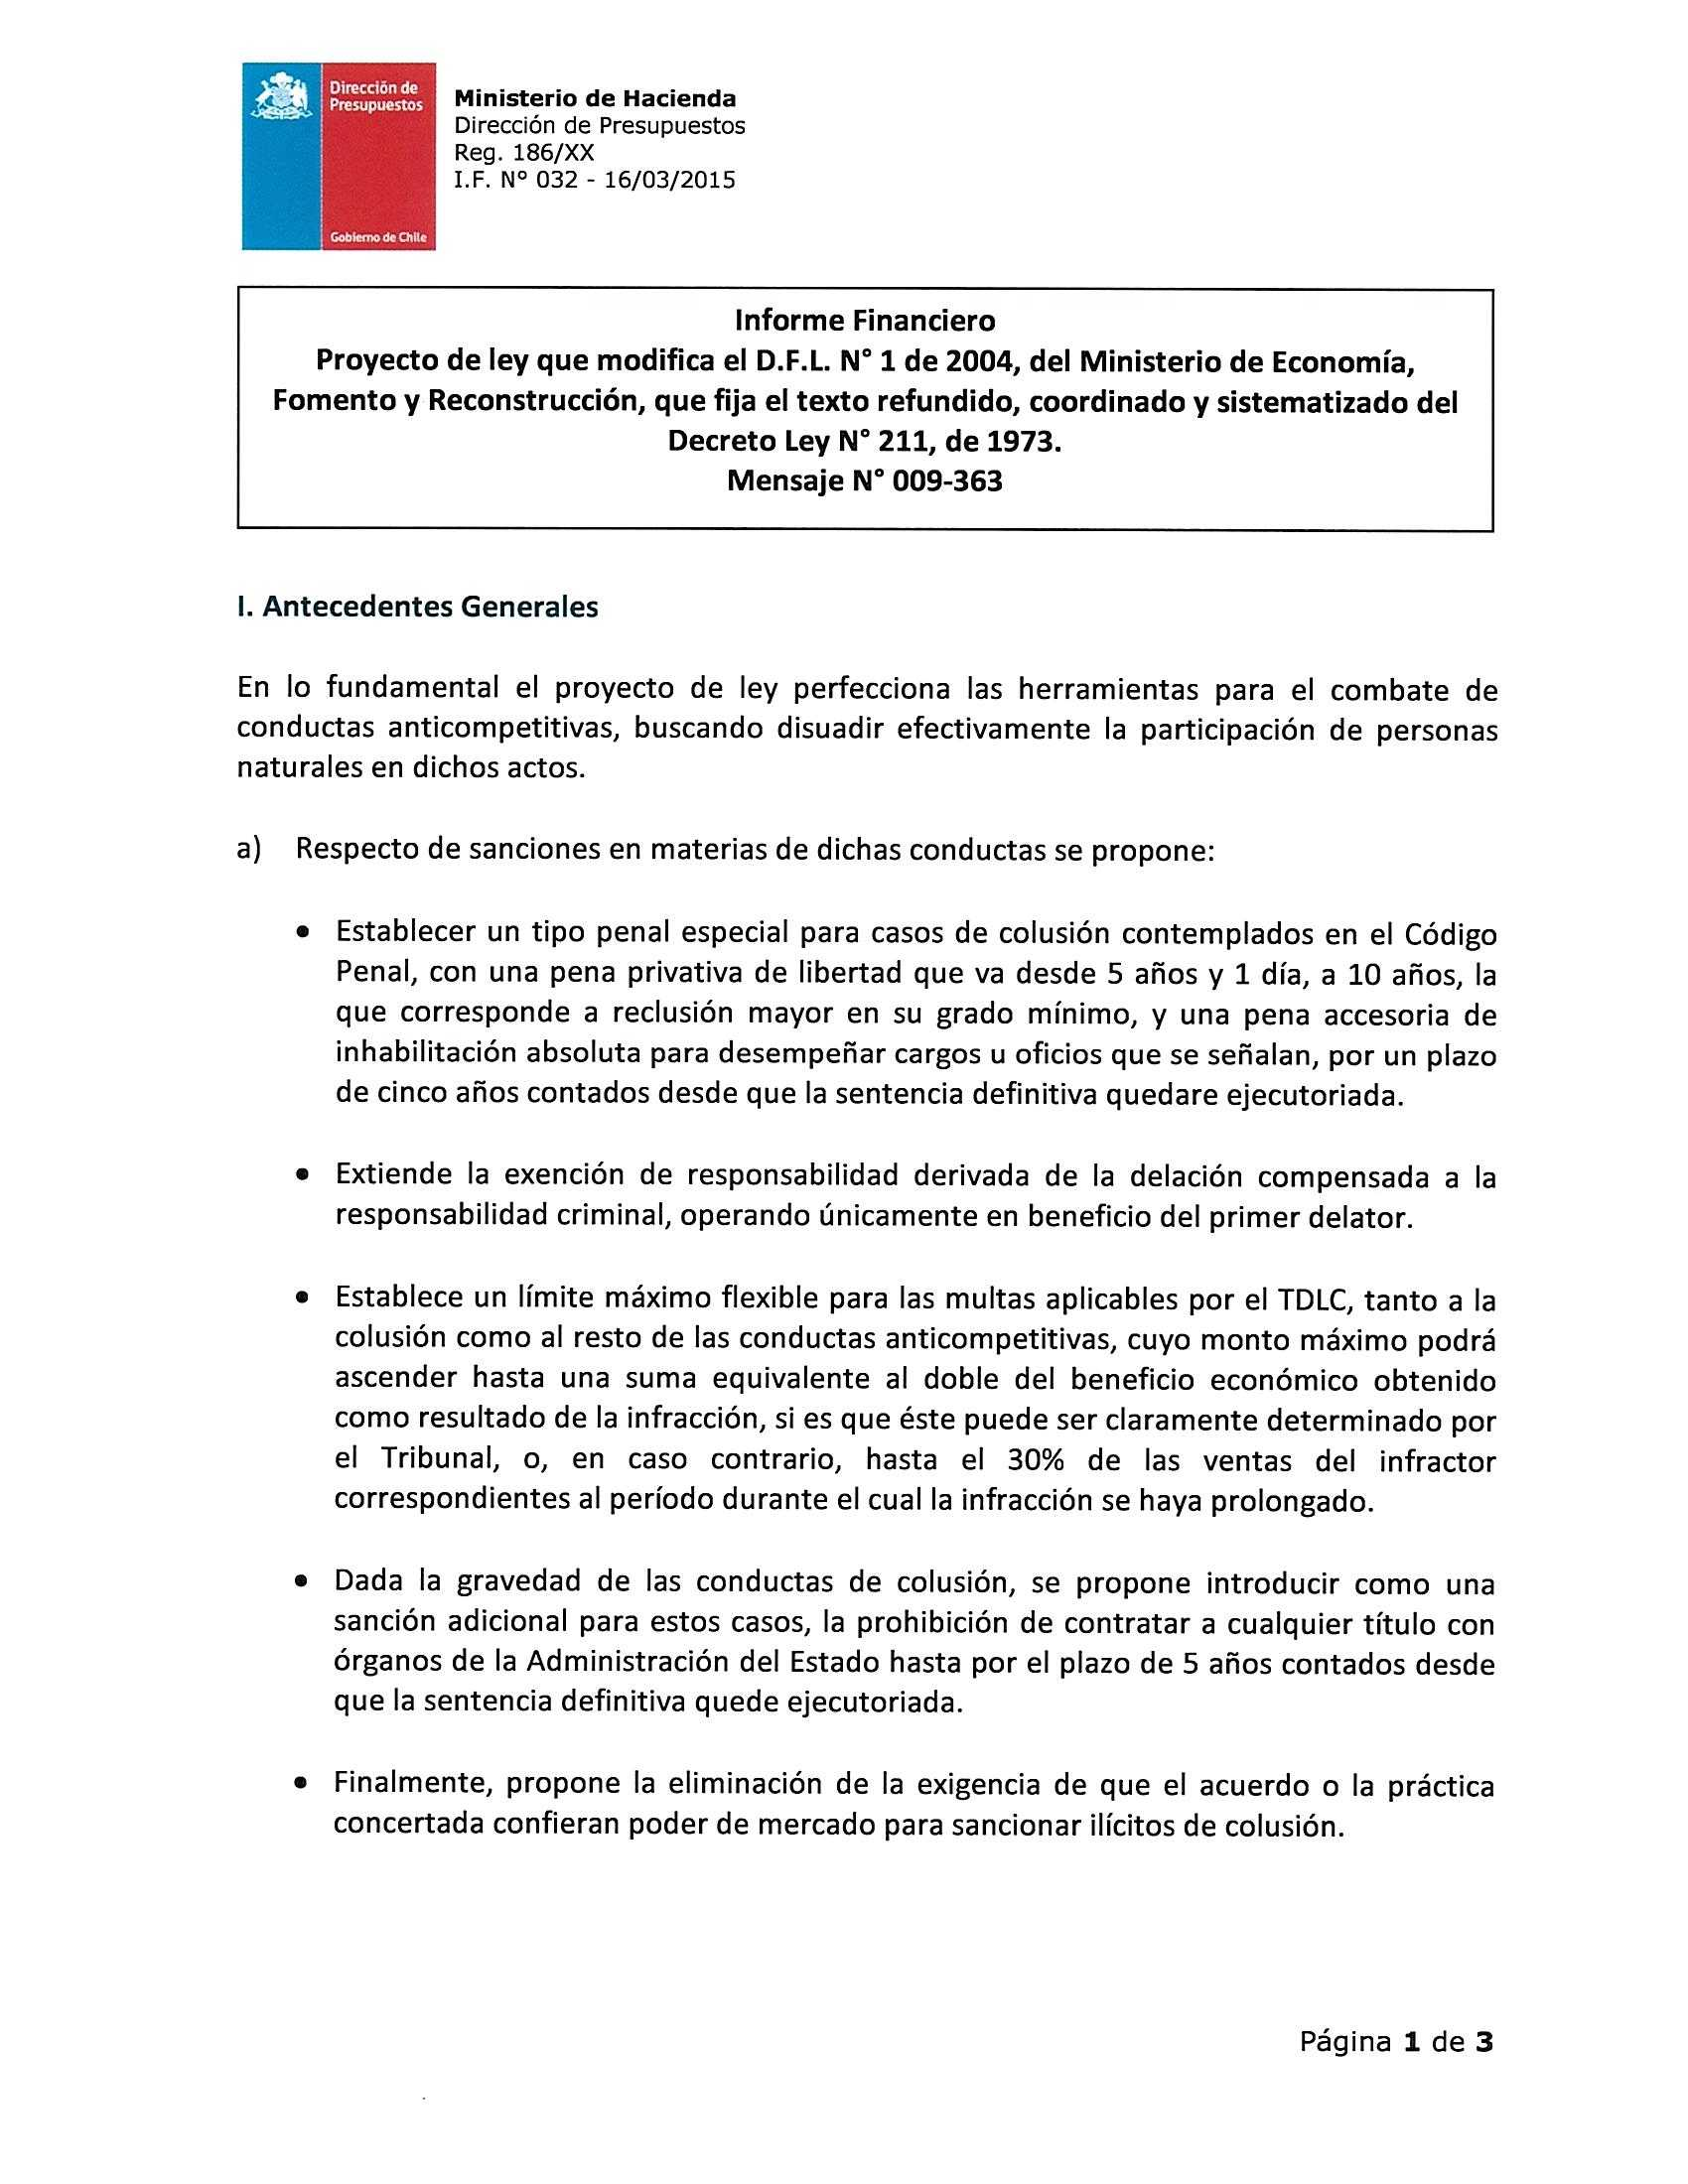 Dirección de
Presupuestos
Gobierno de Chile
Ministerio de Hacienda
Dirección de Presupuestos
Reg. 186/XX
I.F. N° 032 - 16/03/2015
Informe Financiero
Proyecto de ley que modifica el D.F.L. N° 1 de 2004, del Ministerio de Economía,
Fomento y Reconstrucción, que fija el texto refundido, coordinado y sistematizado del
Decreto Ley N° 211, de 1973.
Mensaje N° 009-363
I. Antecedentes Generales
En lo fundamental el proyecto de ley perfecciona las herramientas para el combate de
conductas anticompetitivas, buscando disuadir efectivamente la participación de personas
naturales en dichos actos.
a) Respecto de sanciones en materias de dichas conductas se propone:
• Establecer un tipo penal especial para casos de colusión contemplados en el Código
Penal, con una pena privativa de libertad que va desde 5 años y 1 día, a 10 años, la
que corresponde a reclusión mayor en su grado mínimo, y una pena accesoria de
inhabilitación absoluta para desempeñar cargos u oficios que se señalan, por un plazo
de cinco años contados desde que la sentencia definitiva quedare ejecutoriada.
• Extiende la exención de responsabilidad derivada de la delación compensada a la
responsabilidad criminal, operando únicamente en beneficio del primer delator.
• Establece un límite máximo flexible para las multas aplicables por el TDLC, tanto a la
colusión como al resto de las conductas anticompetitivas, cuyo monto máximo podrá
ascender hasta una suma equivalente al doble del beneficio económico obtenido
como resultado de la infracción, si es que éste puede ser claramente determinado por
el Tribunal, o, en caso contrario, hasta el 30% de las ventas del infractor
correspondientes al período durante el cual la infracción se haya prolongado.
• Dada la gravedad de las conductas de colusión, se propone introducir como una
sanción adicional para estos casos, la prohibición de contratar a cualquier título con
órganos de la Administración del Estado hasta por el plazo de 5 años contados desde
que la sentencia definitiva quede ejecutoriada.
• Finalmente, propone la eliminación de la exigencia de que el acuerdo o la práctica
concertada confieran poder de mercado para sancionar ilícitos de colusión.
Página 1 de 3